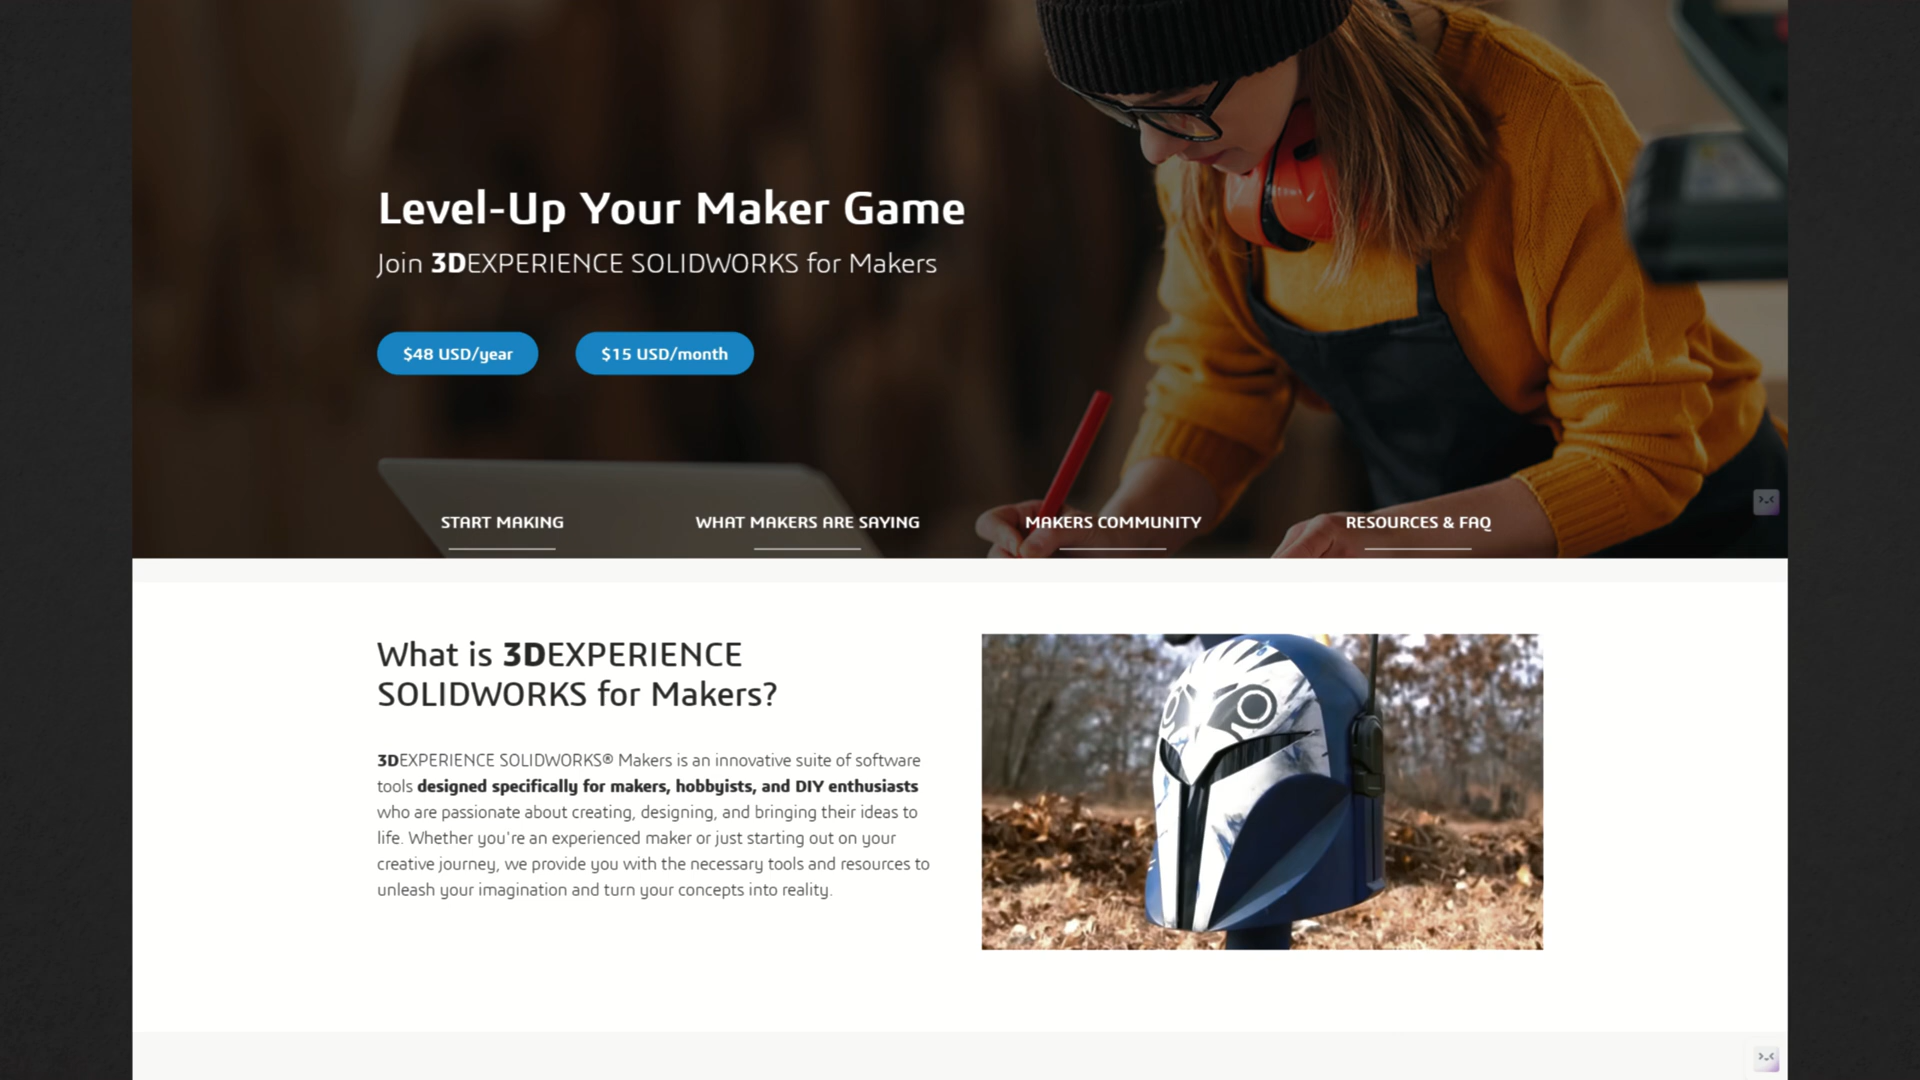 Level-Up Your Maker Game
Join 3DEXPERIENCE SOLIDWORKS for Makers
$48 USD/year
$15 USD/month
START MAKING
WHAT MAKERS ARE SAYING
MAKERS COMMUNITY
RESOURCES & FAQ
What is 3DEXPERIENCE
SOLIDWORKS for Makers?
3DEXPERIENCE SOLIDWORKS® Makers is an innovative suite of software
tools designed specifically for makers, hobbyists, and DIY enthusiasts
who are passionate about creating, designing, and bringing their ideas to
life. Whether you're an experienced maker or just starting out on your
creative journey, we provide you with the necessary tools and resources to
unleash your imagination and turn your concepts into reality.